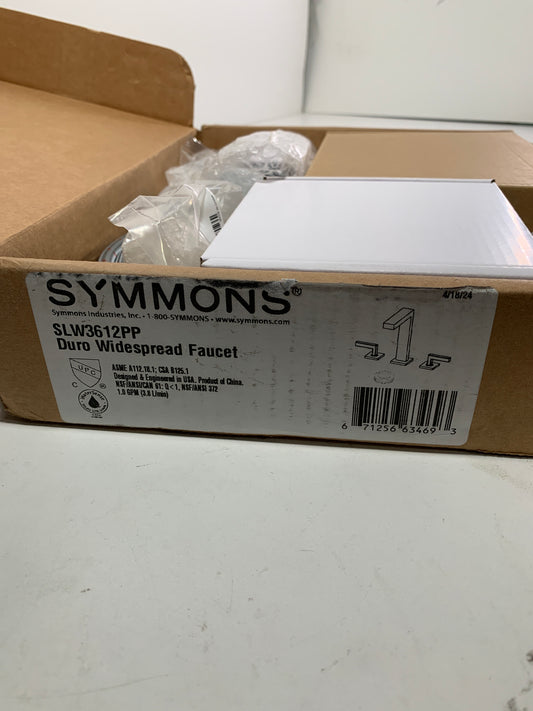 SYMMONS®
Symmons Industries, Inc. • 1-800-SYMMONS • www.symmons.com
4/18/24
SLW3612PP
Duro Widespread Faucet
ASME A112.18.1; CSA B125.1
Designed & Engineered in USA. Product of China.
NSF/ANSI/CAN 61: Q < 1, NSF/ANSI 372
1.0 GPM (3.8 L/min)
UPC
C ®
6 71256 63469 3